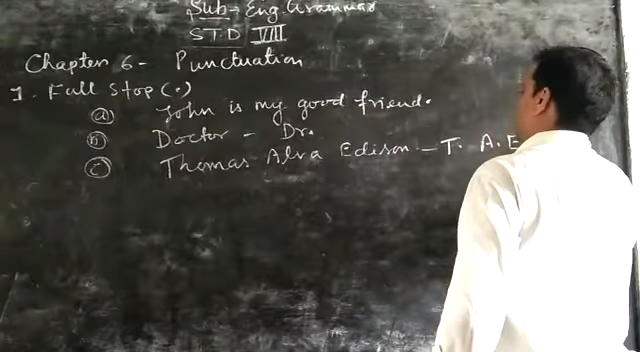 Sub - Eng. Grammar
STD VIII
Chapter 6 - Punctuation
1. Full Stop (.)
(a) John is my good friend.
(b) Doctor - Dr.
(c) Thomas Alva Edison - T. A. E